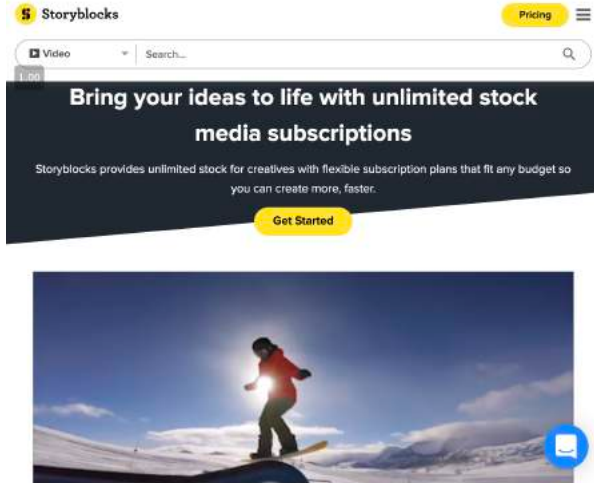 Storyblocks
Pricing
Video
Search...
1.00
Bring your ideas to life with unlimited stock
media subscriptions
Storyblocks provides unlimited stock for creatives with flexible subscription plans that fit any budget so
you can create more, faster.
Get Started